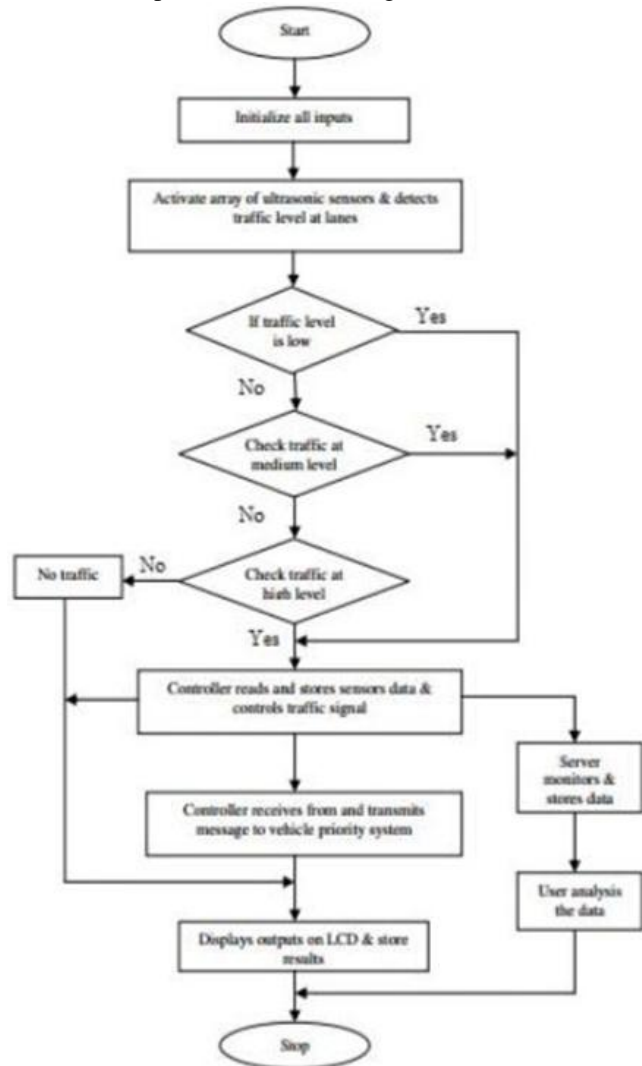 Start
Initialize all inputs
Activate array of ultrasonic sensors & detects
traffic level at lanes
If traffic level
is low
Yes
No
Check traffic at
medium level
Yes
No
Check traffic at
high level
No
No traffic
Yes
Controller reads and stores sensors data &
controls traffic signal
Server
monitors &
stores data
Controller receives from and transmits
message to vehicle priority system
User analysis
the data
Displays outputs on LCD & store
results
Stop